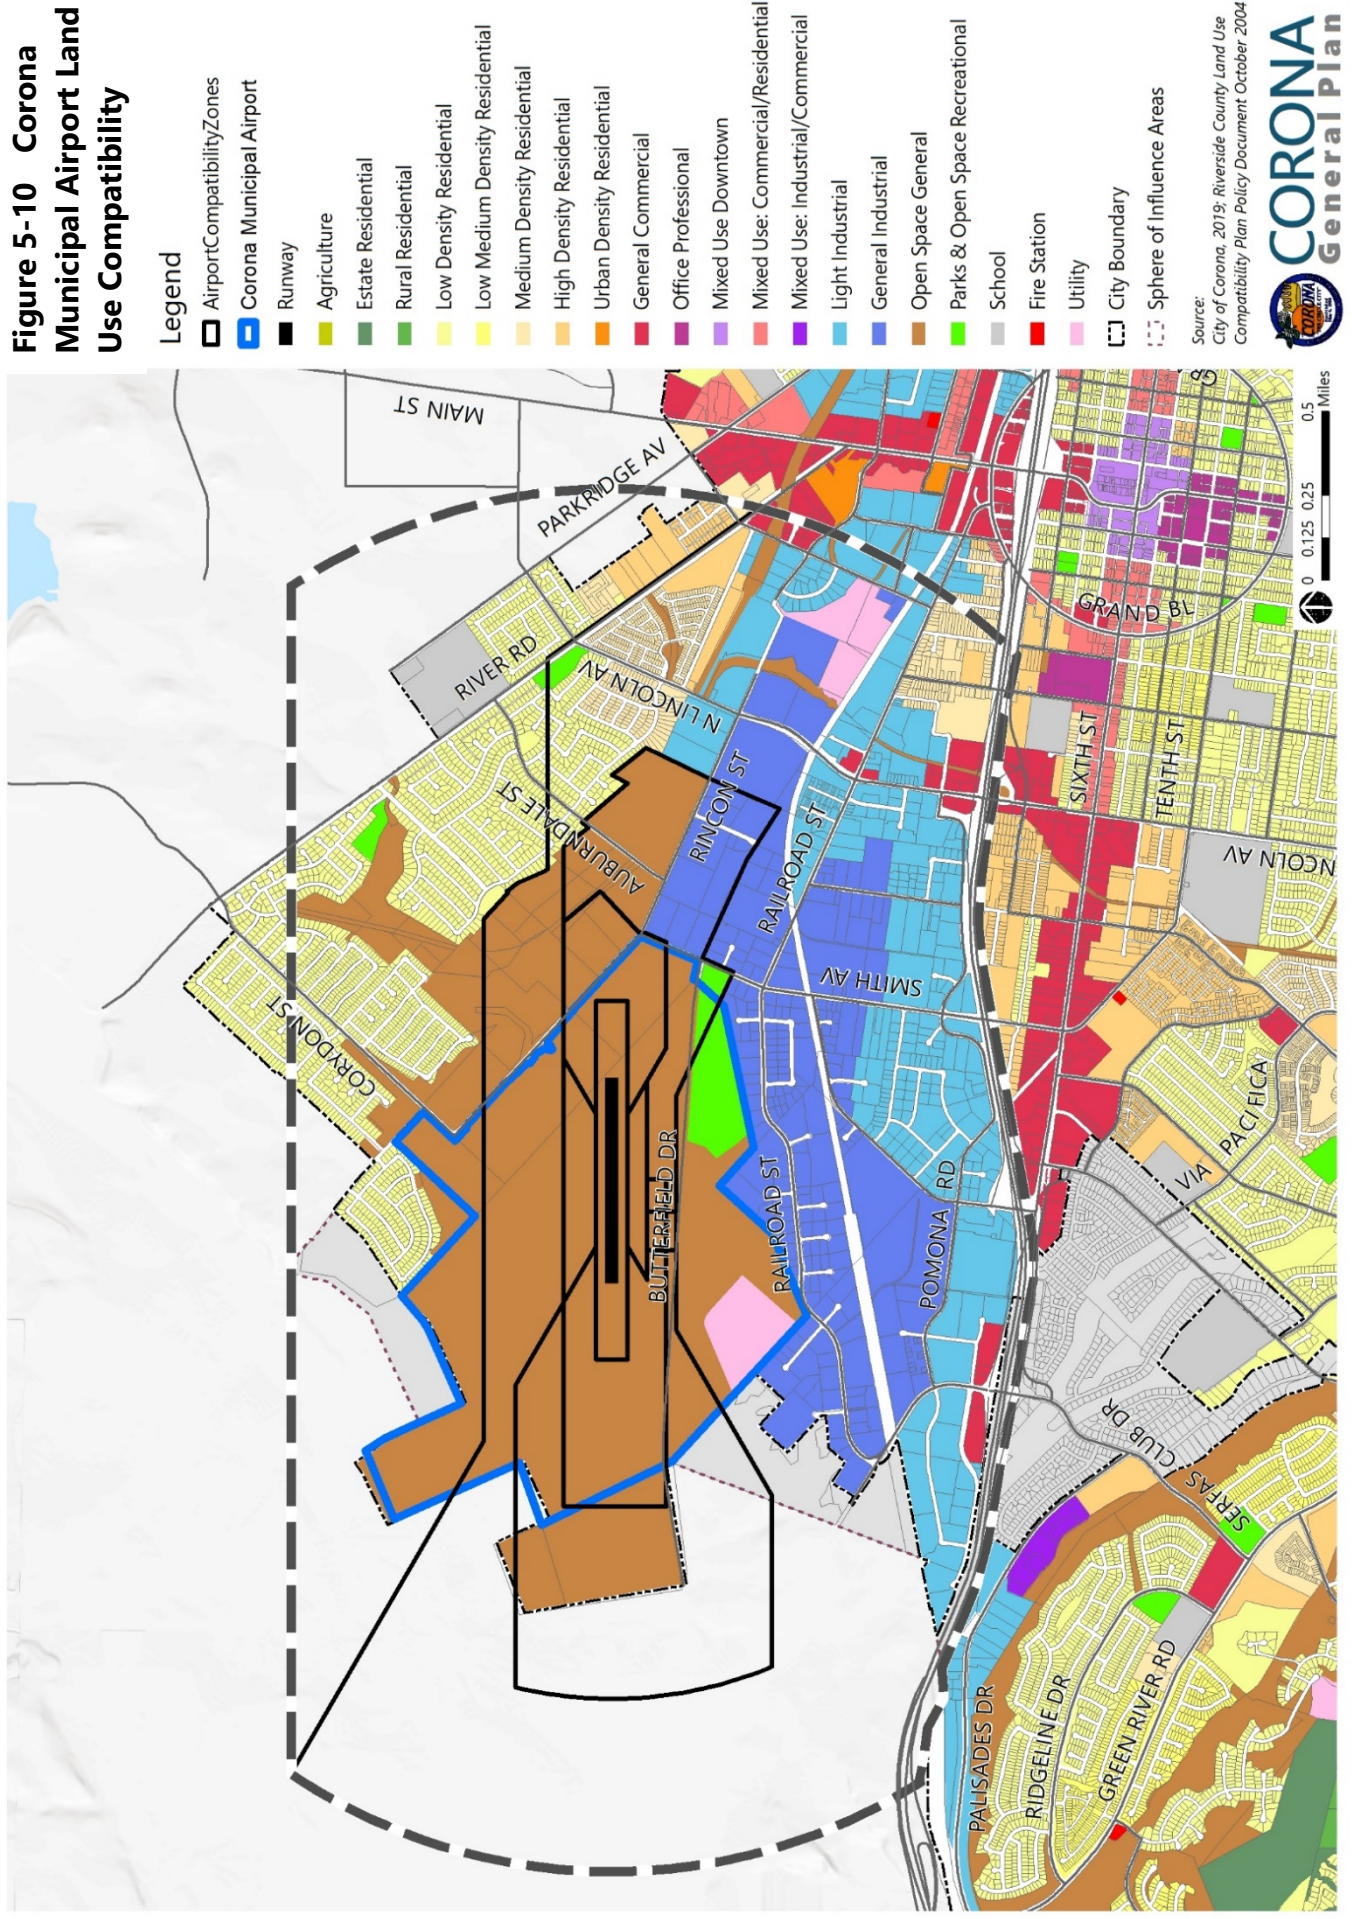 Figure 5-10 Corona
Municipal Airport Land
Use Compatibility
Legend
AirportCompatibilityZones
Corona Municipal Airport
Runway
Agriculture
Estate Residential
Rural Residential
Low Density Residential
Low Medium Density Residential
Medium Density Residential
High Density Residential
Urban Density Residential
General Commercial
Office Professional
Mixed Use Downtown
Mixed Use: Commercial/Residential
Mixed Use: Industrial/Commercial
Light Industrial
General Industrial
Open Space General
Parks & Open Space Recreational
School
Fire Station
Utility
City Boundary
Sphere of Influence Areas
Source:
City of Corona, 2019; Riverside County Land Use
Compatibility Plan Policy Document October 2004
CORONA
General Plan
CORONA
MAIN ST
PARKRIDGE AV
RIVER RD
N LINCOLN AV
AUBURNDALE ST
RINCON ST
RAILROAD ST
SMITH AV
CORYDON ST
BUTTERFIELD DR
RAILROAD ST
POMONA
RD
GRAND BL
GR
SIXTH ST
TENTH ST
NCOLN AV
VIA
PACIFICA
CLUB DR
SERFAS
PALISADES DR
RIDGELINE DR
GREEN RIVER RD
0 0.125 0.25 0.5
Miles